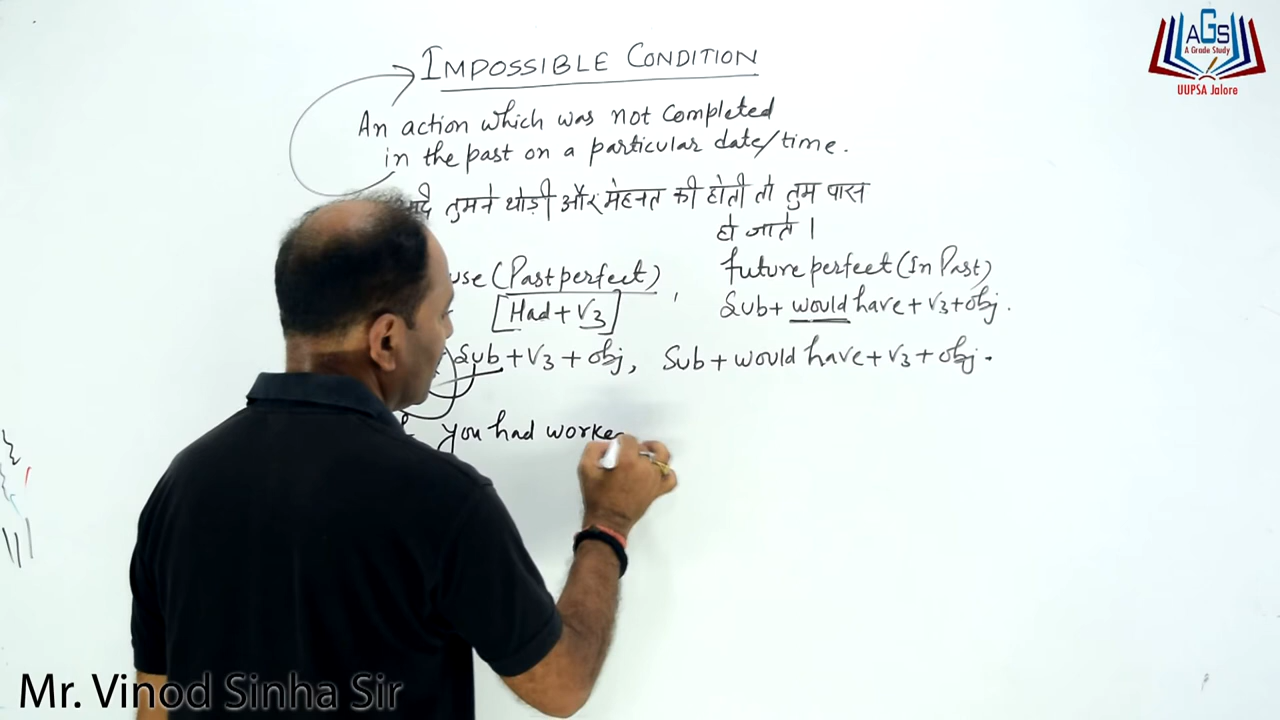 IMPOSSIBLE CONDITION
An action which was not completed
in the past on a particular date/time.
तुमने थोड़ी और मेहनत की होती तो तुम पास
हो जाते ।
(Past perfect) , future perfect (In Past)
[Had + V3] Sub + would have + V3 + obj.
Sub + V3 + obj, Sub + would have + V3 + obj.
you had worke
AGS
A Grade Study
UUPSA Jalore
Mr. Vinod Sinha Sir